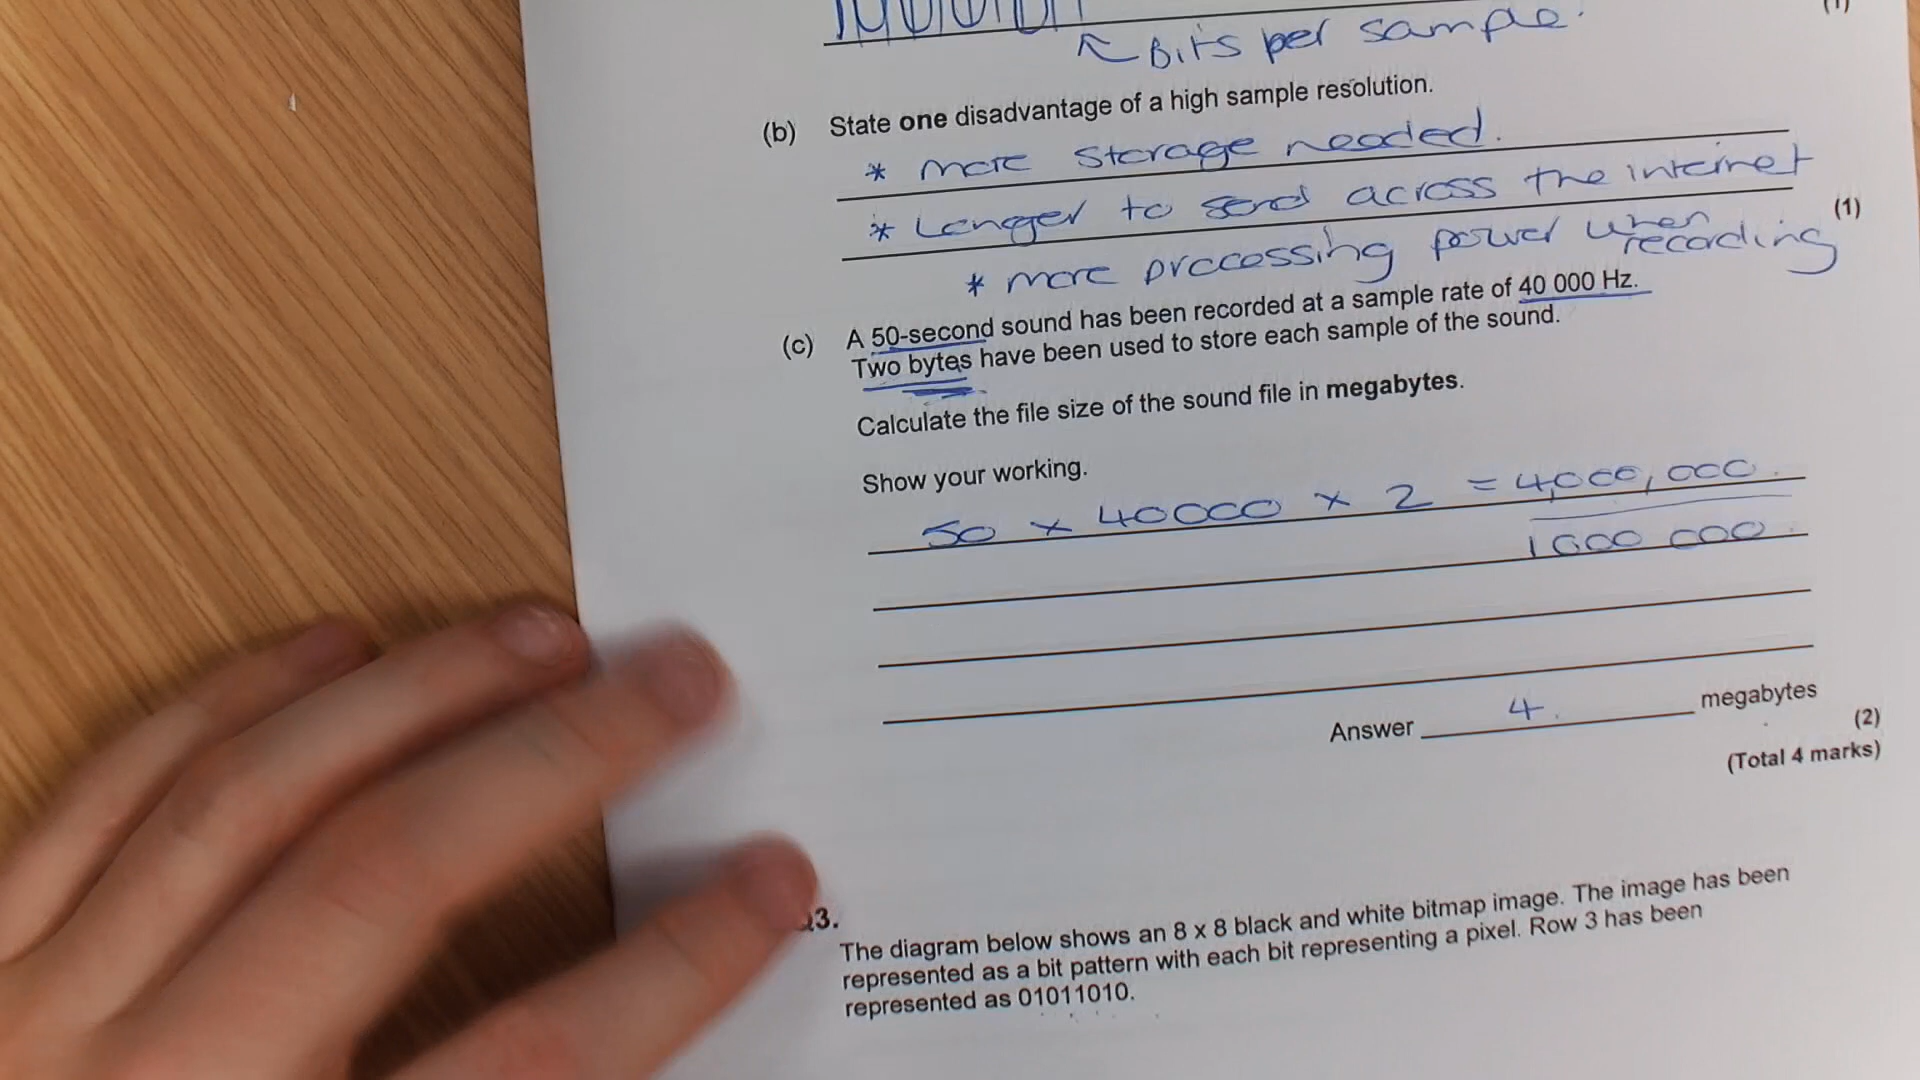 (1)
↖ Bits per sample.
(b) State one disadvantage of a high sample resolution.
* more storage needed.
* Longer to send across the internet
(1)
* more processing power when recording
(c) A 50-second sound has been recorded at a sample rate of 40 000 Hz.
Two bytes have been used to store each sample of the sound.
Calculate the file size of the sound file in megabytes.
Show your working.
50 × 40000 × 2 = 4,000,000.
1000 000.
Answer 4. megabytes
(2)
(Total 4 marks)
Q3.
The diagram below shows an 8 x 8 black and white bitmap image. The image has been
represented as a bit pattern with each bit representing a pixel. Row 3 has been
represented as 01011010.